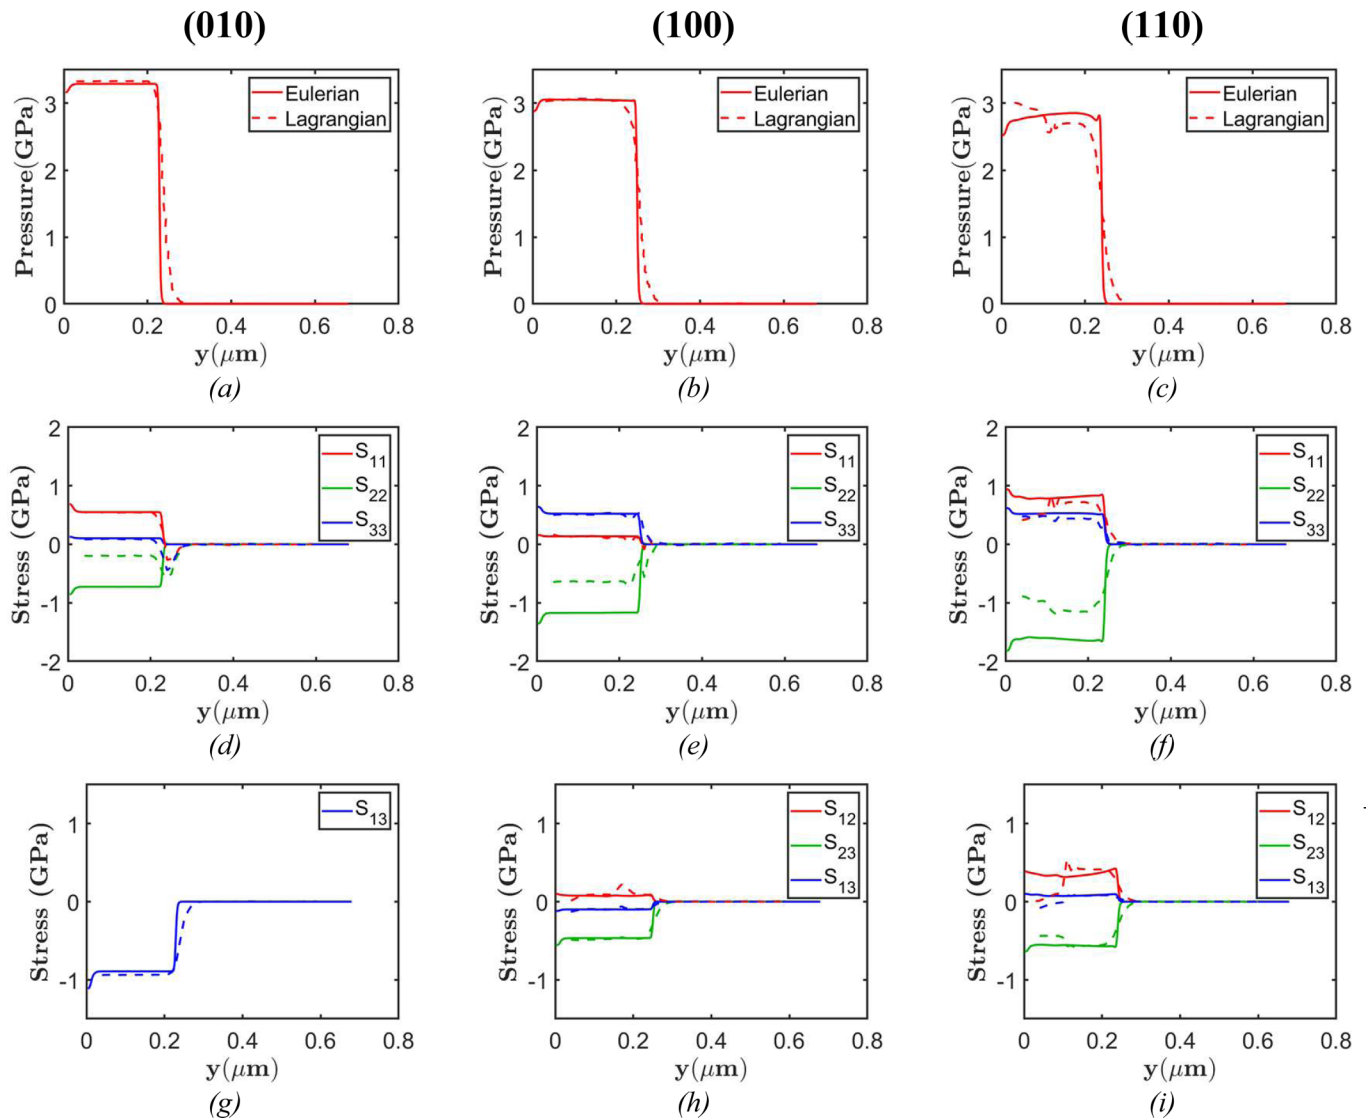 (010) (100) (110)
Pressure(GPa)
3
2
1
0
0 0.2 0.4 0.6 0.8
y(μm)
Eulerian
Lagrangian
(a)
Pressure(GPa)
3
2
1
0
0 0.2 0.4 0.6 0.8
y(μm)
Eulerian
Lagrangian
(b)
Pressure(GPa)
3
2
1
0
0 0.2 0.4 0.6 0.8
y(μm)
Eulerian
Lagrangian
(c)
Stress (GPa)
2
1
0
-1
-2
0 0.2 0.4 0.6 0.8
y(μm)
S11
S22
S33
(d)
Stress (GPa)
2
1
0
-1
-2
0 0.2 0.4 0.6 0.8
y(μm)
S11
S22
S33
(e)
Stress (GPa)
2
1
0
-1
-2
0 0.2 0.4 0.6 0.8
y(μm)
S11
S22
S33
(f)
Stress (GPa)
1
0
-1
0 0.2 0.4 0.6 0.8
y(μm)
S13
(g)
Stress (GPa)
1
0
-1
0 0.2 0.4 0.6 0.8
y(μm)
S12
S23
S13
(h)
Stress (GPa)
1
0
-1
0 0.2 0.4 0.6 0.8
y(μm)
S12
S23
S13
(i)